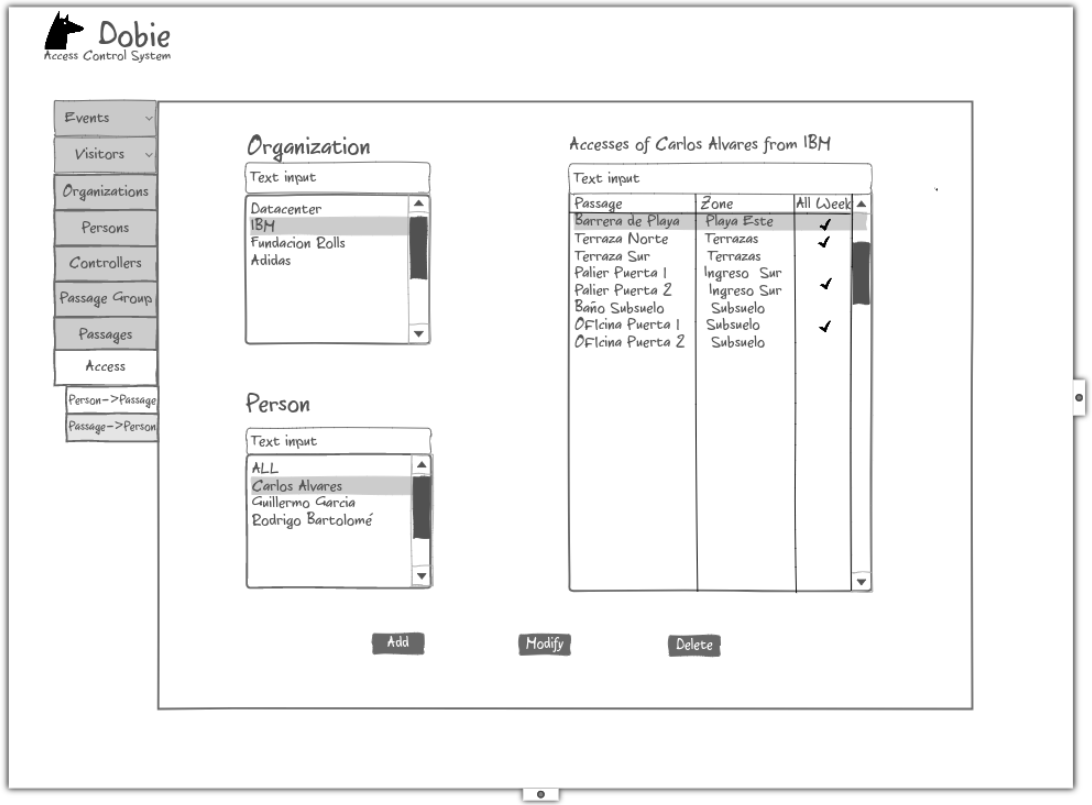 Dobie
Access Control System
Events
Visitors
Organizations
Persons
Controllers
Passage Group
Passages
Access
Person->Passage
Passage->Person
Organization
Text input
Datacenter
IBM
Fundacion Rolls
Adidas
Person
Text input
ALL
Carlos Alvares
Guillermo Garcia
Rodrigo Bartolomé
Accesses of Carlos Alvares from IBM
Text input
Passage Zone All Week
Barrera de Playa Playa Este ✓
Terraza Norte Terrazas ✓
Terraza Sur Terrazas
Palier Puerta 1 Ingreso Sur
Palier Puerta 2 Ingreso Sur ✓
Baño Subsuelo Subsuelo
OFIcina Puerta 1 Subsuelo ✓
OFIcina Puerta 2 Subsuelo
Add Modify Delete